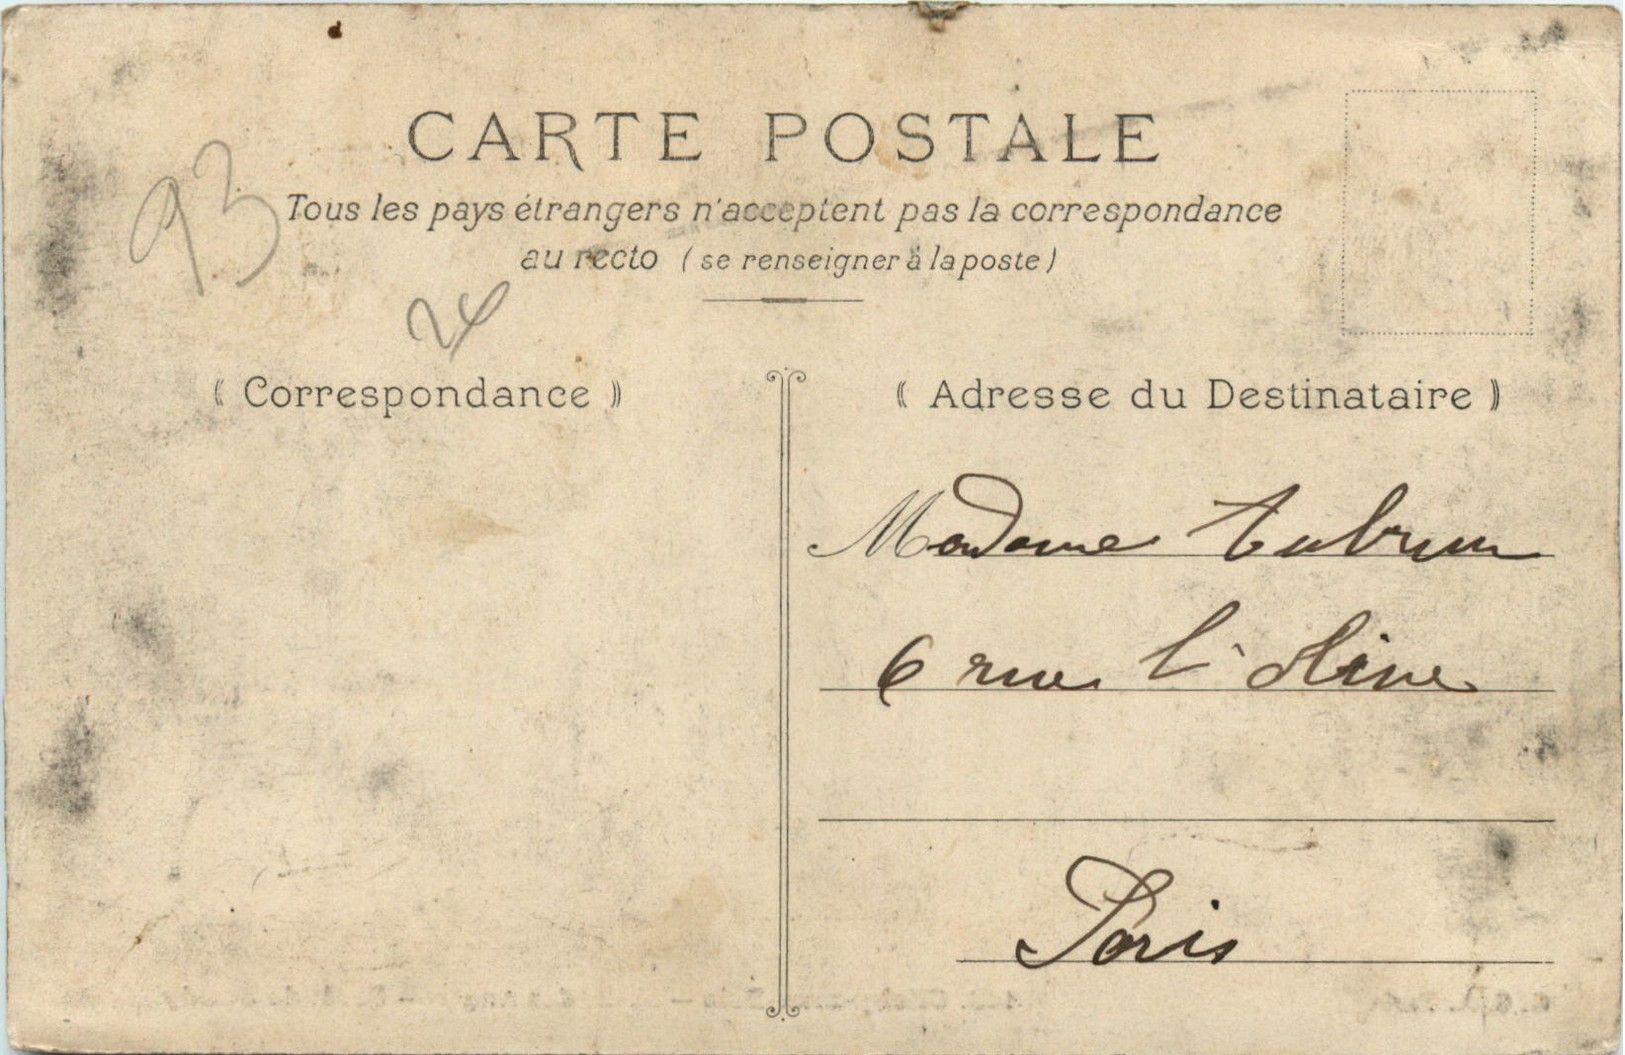 CARTE POSTALE
Tous les pays étrangers n'acceptent pas la correspondance
au recto (se renseigner à la poste)
93
⸨ Correspondance ⸩
⸨ Adresse du Destinataire ⸩
Madame
6 rue l'olive
Paris